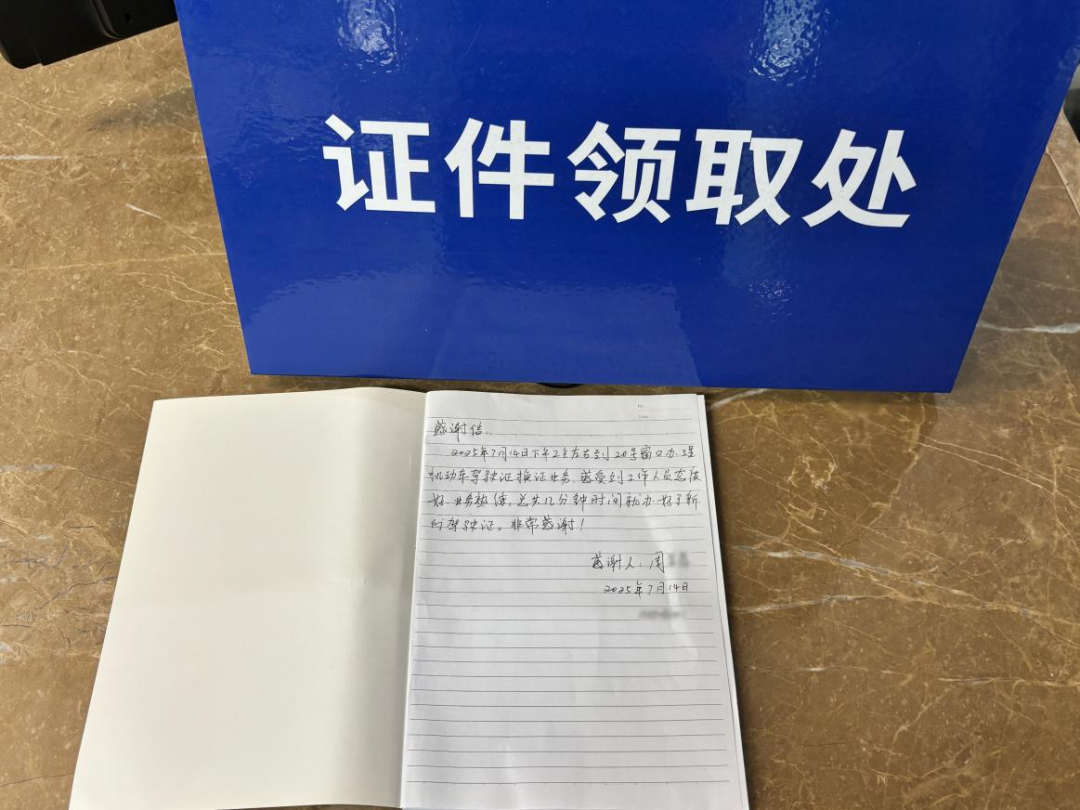 证件领取处
感谢信
2025年7月14日下午2点左右到20号窗口办理
机动车驾驶证换证业务,感受到工作人员态度
好,业务熟练,总共几分钟时间就办好了新
的驾驶证。非常感谢!
感谢人:周
2025年7月14日